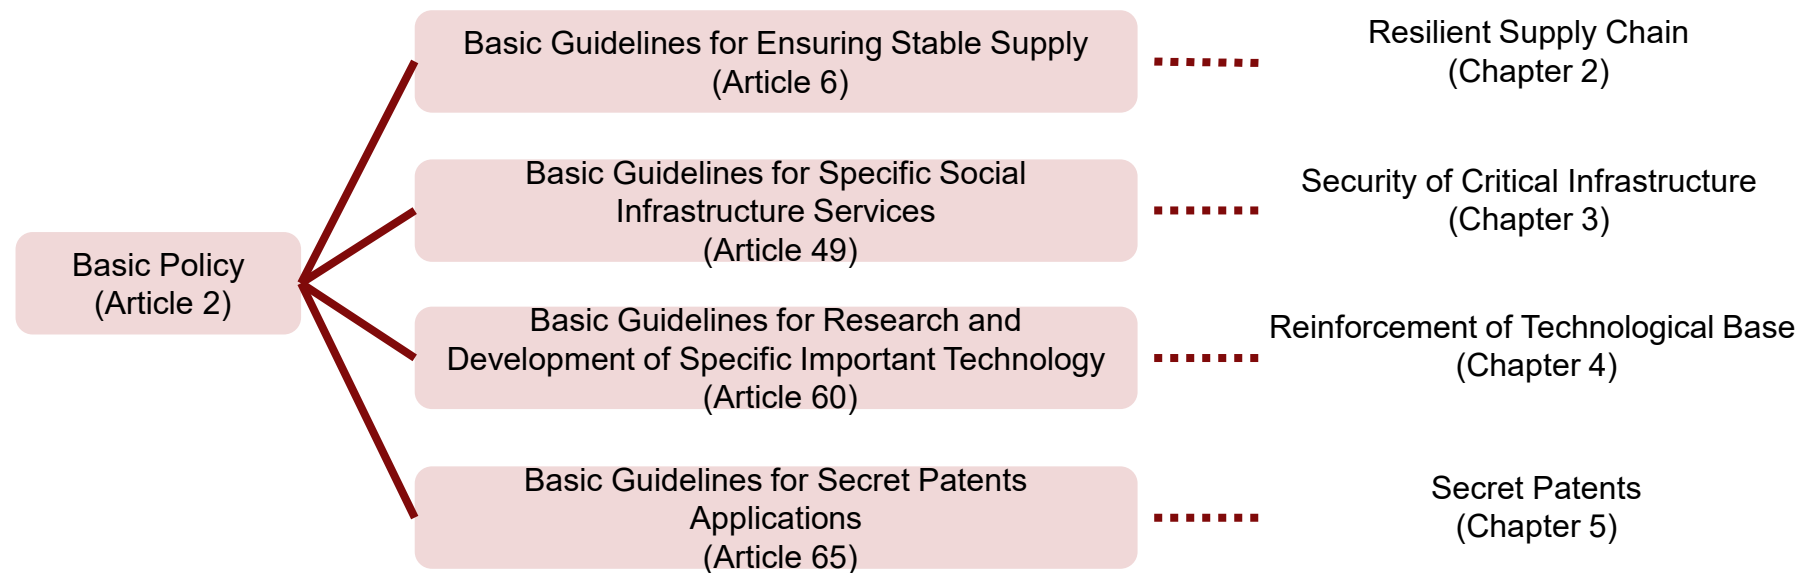 Basic Policy
(Article 2)
Basic Guidelines for Ensuring Stable Supply
(Article 6)
Resilient Supply Chain
(Chapter 2)
Basic Guidelines for Specific Social
Infrastructure Services
(Article 49)
Security of Critical Infrastructure
(Chapter 3)
Basic Guidelines for Research and
Development of Specific Important Technology
(Article 60)
Reinforcement of Technological Base
(Chapter 4)
Basic Guidelines for Secret Patents
Applications
(Article 65)
Secret Patents
(Chapter 5)